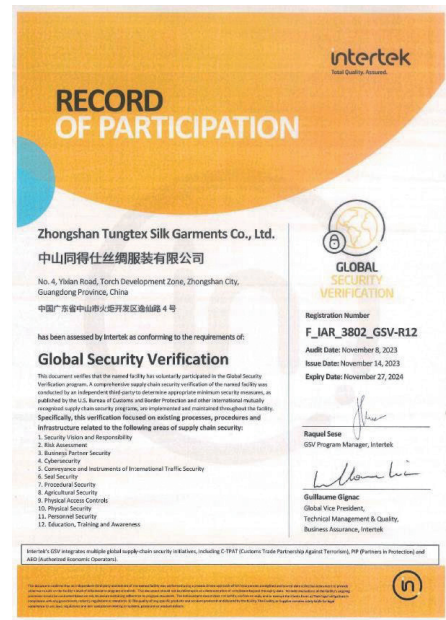 intertek
Total Quality. Assured.
RECORD
OF PARTICIPATION
Zhongshan Tungtex Silk Garments Co., Ltd.
中山同得仕丝绸服装有限公司
No. 4, Yixian Road, Torch Development Zone, Zhongshan City,
Guangdong Province, China
中国广东省中山市火炬开发区逸仙路 4 号
has been assessed by Intertek as conforming to the requirements of:
Global Security Verification
This document verifies that the named facility has voluntarily participated in the Global Security
Verification program. A comprehensive supply chain security verification of the named facility was
conducted by an independent third-party to determine appropriate minimum security measures, as
published by the U.S. Bureau of Customs and Border Protection and other international mutually
recognized supply chain security programs, are implemented and maintained throughout the facility.
Specifically, this verification focused on existing processes, procedures and
infrastructure related to the following areas of supply chain security:
1. Security Vision and Responsibility
2. Risk Assessment
3. Business Partner Security
4. Cybersecurity
5. Conveyance and Instruments of International Traffic Security
6. Seal Security
7. Procedural Security
8. Agricultural Security
9. Physical Access Controls
10. Physical Security
11. Personnel Security
12. Education, Training and Awareness
GLOBAL
SECURITY
VERIFICATION
Registration Number
F_IAR_3802_GSV-R12
Audit Date: November 8, 2023
Issue Date: November 14, 2023
Expiry Date: November 27, 2024
Raquel Sese
GSV Program Manager, Intertek
Guillaume Gignac
Global Vice President,
Technical Management & Quality,
Business Assurance, Intertek
Intertek's GSV integrates multiple global supply-chain security initiatives, including C-TPAT (Customs Trade Partnership Against Terrorism), PIP (Partners in Protection) and
AEO (Authorized Economic Operators).
in